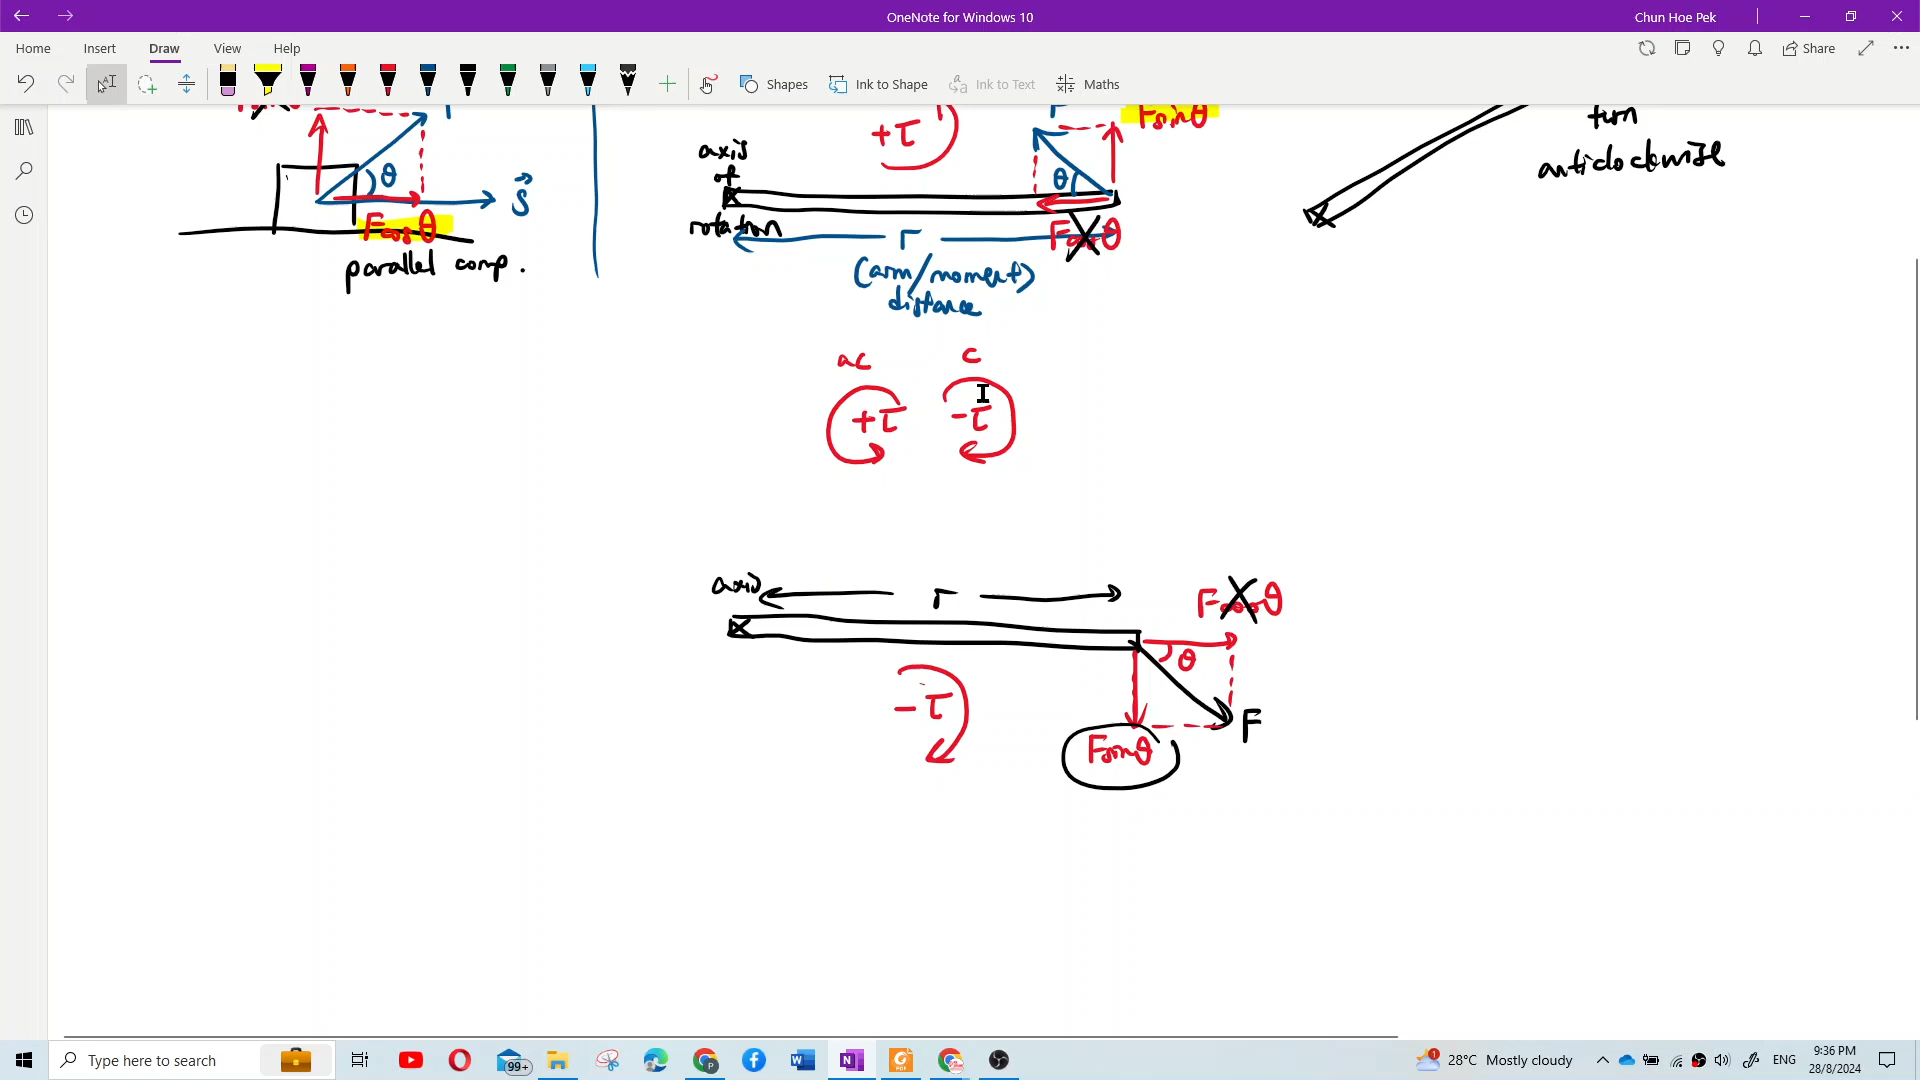 OneNote for Windows 10
Chun Hoe Pek
Home Insert Draw View Help
Share
Shapes
Ink to Shape
Ink to Text
Maths
θ
S
Fcosθ
parallel comp.
+τ
axis
of
rotation
θ
Fsinθ
r
(arm/moment)
distance
turn
anticlockwise
ac
c
+τ
-τ
axis
r
Fcosθ
θ
F
-τ
Fsinθ
Type here to search
99+
28°C Mostly cloudy
ENG
9:36 PM
28/8/2024